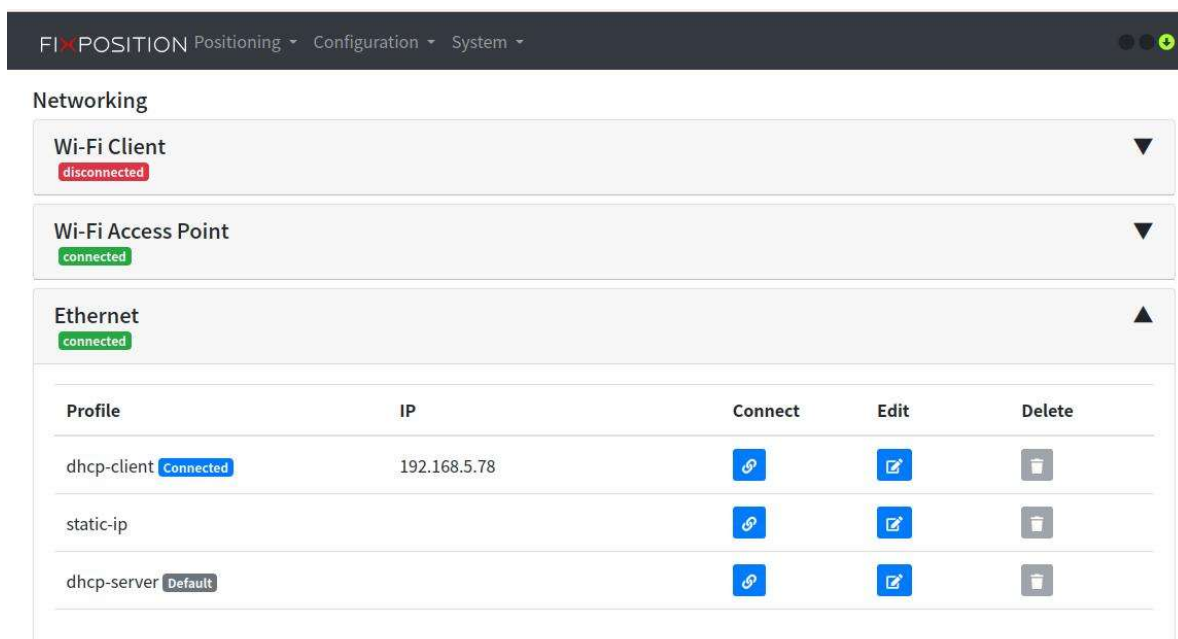 FIXPOSITION Positioning Configuration System
Networking
Wi-Fi Client
disconnected
Wi-Fi Access Point
connected
Ethernet
connected
Profile IP Connect Edit Delete
dhcp-client Connected 192.168.5.78
static-ip
dhcp-server Default